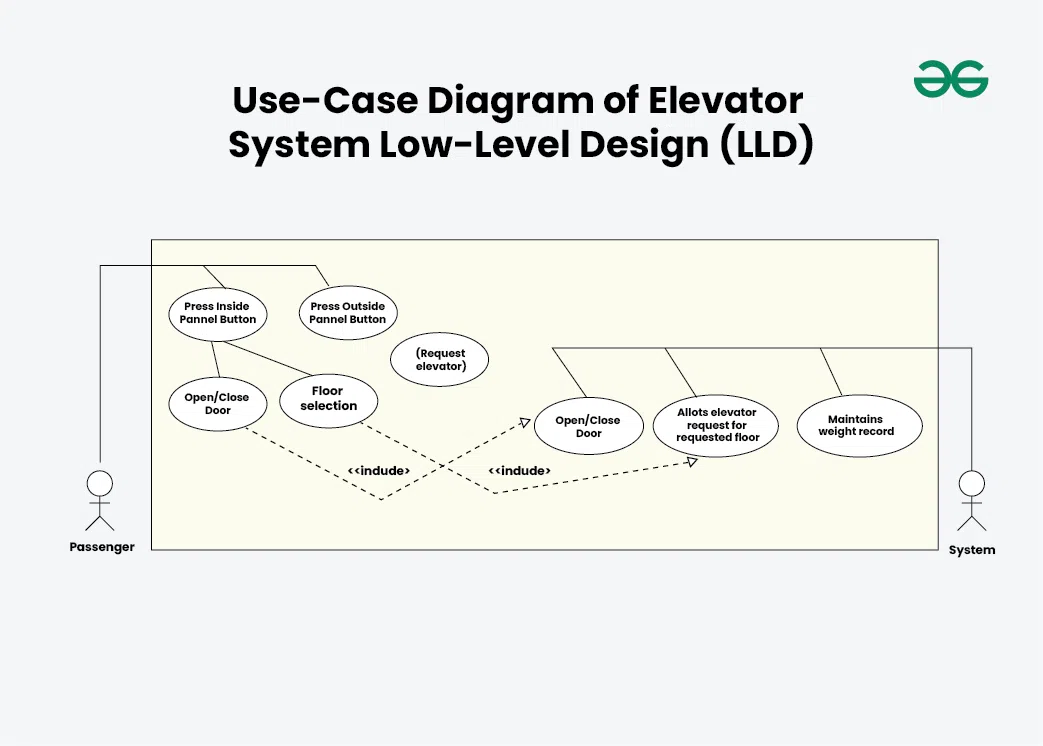 Use-Case Diagram of Elevator
System Low-Level Design (LLD)
Press Inside
Pannel Button
Press Outside
Pannel Button
(Request
elevator)
Open/Close
Door
Floor
selection
Open/Close
Door
Allots elevator
request for
requested floor
Maintains
weight record
<<indude>
<<indude>
Passenger
System